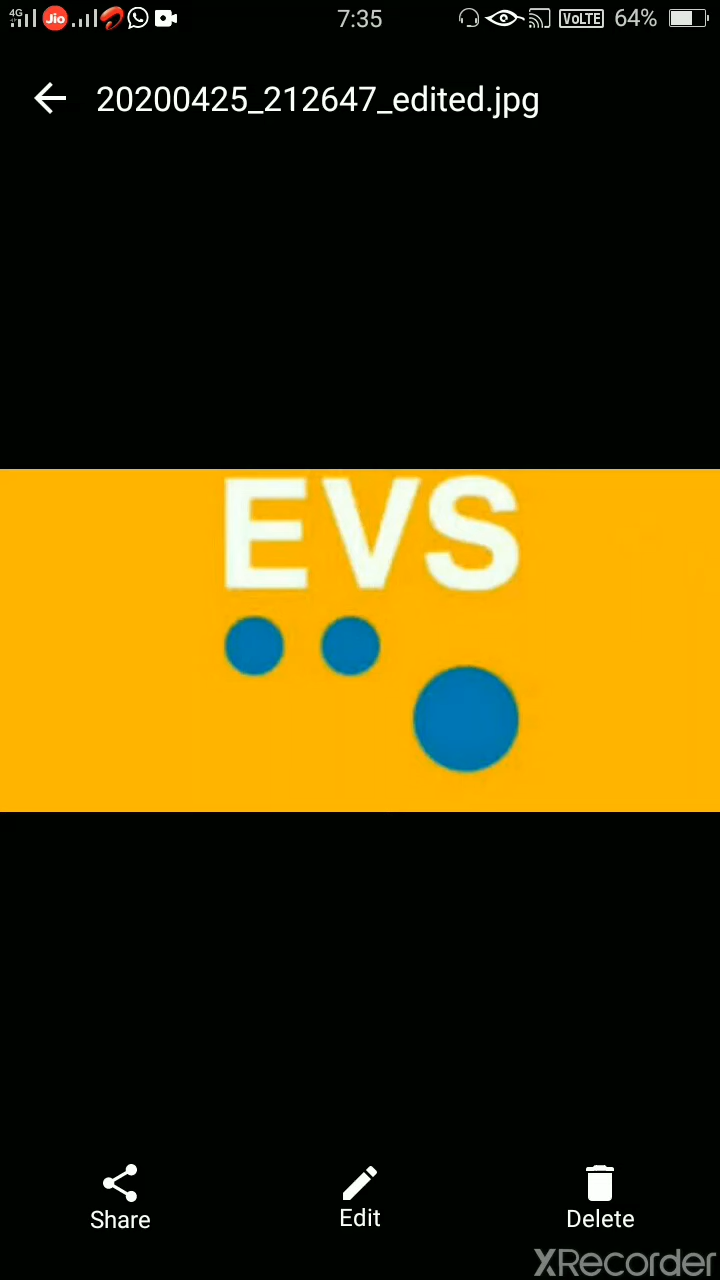 4G Jio 7:35 VoLTE 64%
20200425_212647_edited.jpg
EVS
Share Edit Delete
XRecorder